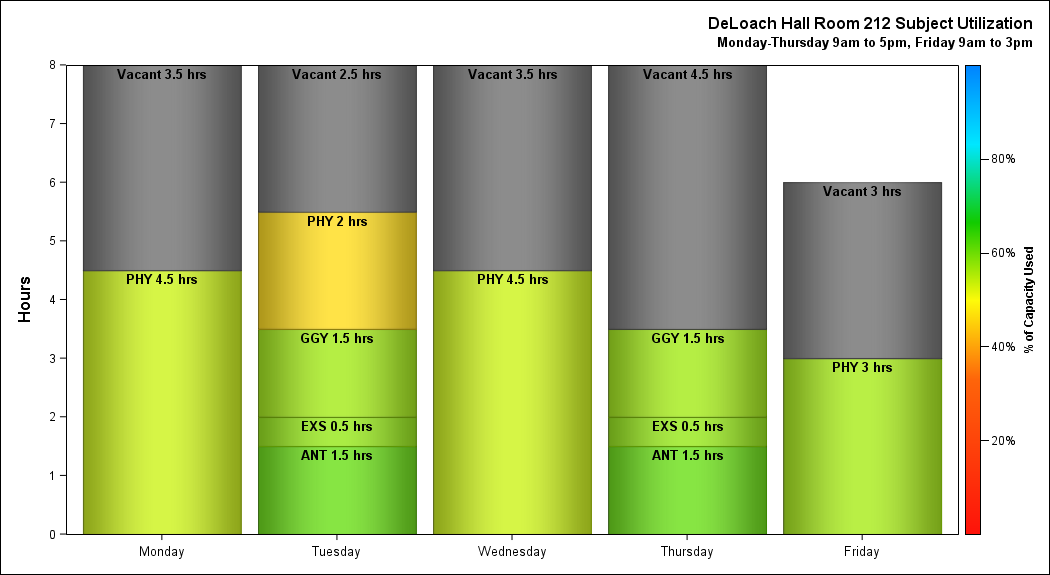 DeLoach Hall Room 212 Subject Utilization
Monday-Thursday 9am to 5pm, Friday 9am to 3pm
Hours
8
7
6
5
4
3
2
1
0
Vacant 3.5 hrs
PHY 4.5 hrs
Vacant 2.5 hrs
PHY 2 hrs
GGY 1.5 hrs
EXS 0.5 hrs
ANT 1.5 hrs
Vacant 3.5 hrs
PHY 4.5 hrs
Vacant 4.5 hrs
GGY 1.5 hrs
EXS 0.5 hrs
ANT 1.5 hrs
Vacant 3 hrs
PHY 3 hrs
Monday
Tuesday
Wednesday
Thursday
Friday
80%
60%
40%
20%
% of Capacity Used